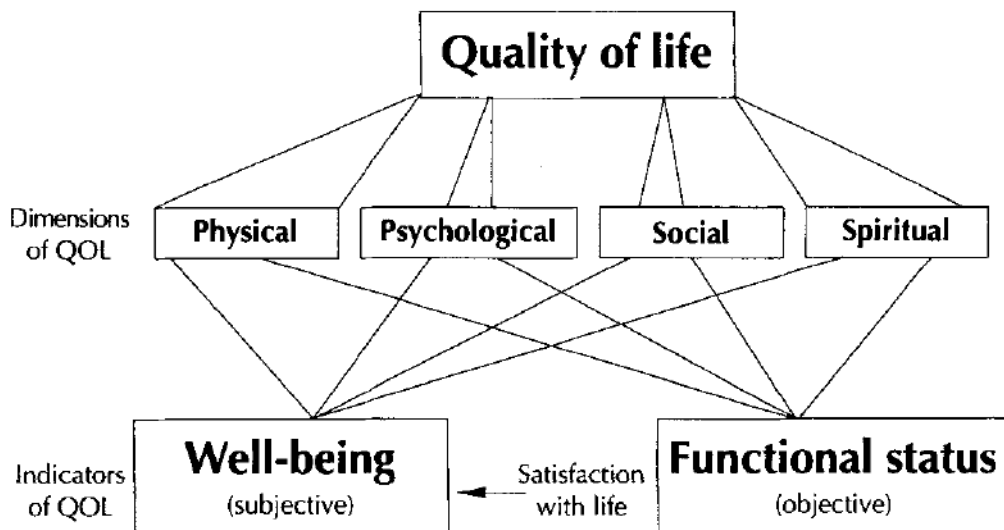 Quality of life
Dimensions
of QOL
Physical
Psychological
Social
Spiritual
Indicators
of QOL
Well-being
(subjective)
Satisfaction
with life
Functional status
(objective)